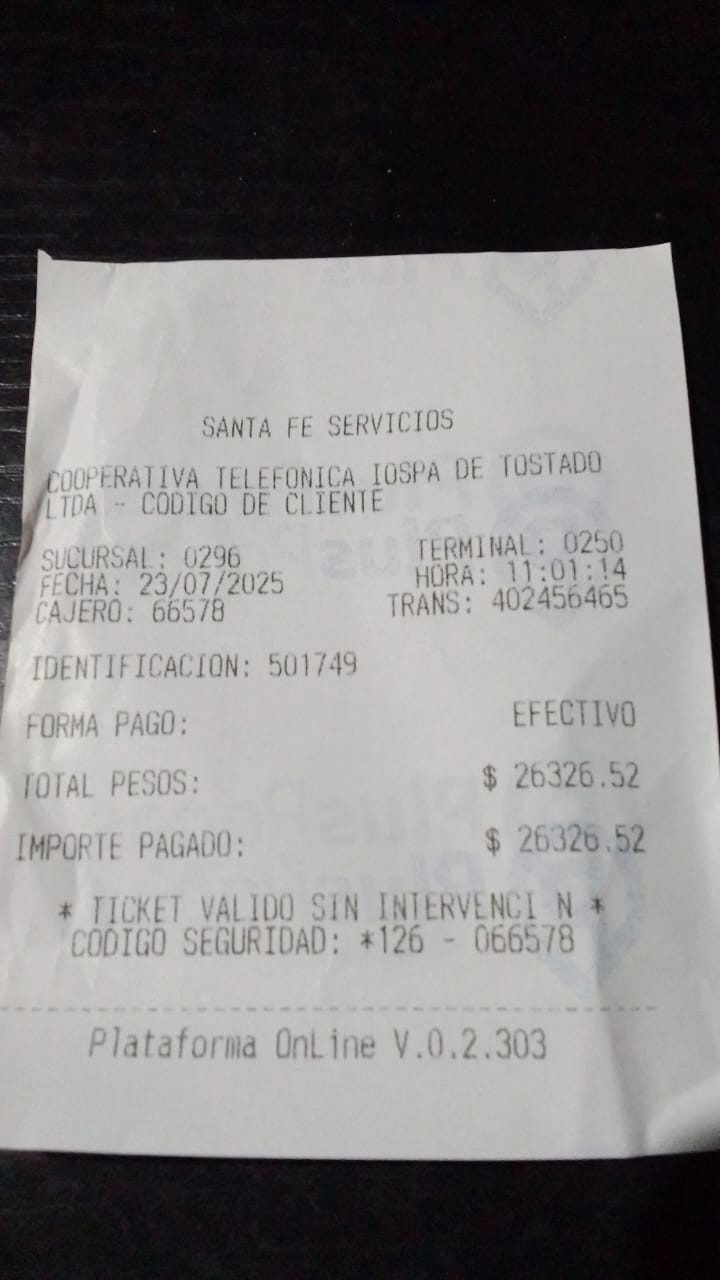 SANTA FE SERVICIOS
COOPERATIVA TELEFONICA IOSPA DE TOSTADO
LTDA - CODIGO DE CLIENTE
SUCURSAL: 0296 TERMINAL: 0250
FECHA: 23/07/2025 HORA: 11:01:14
CAJERO: 66578 TRANS: 402456465
IDENTIFICACION: 501749
FORMA PAGO: EFECTIVO
TOTAL PESOS: $ 26326.52
IMPORTE PAGADO: $ 26326.52
* TICKET VALIDO SIN INTERVENCI N *
CODIGO SEGURIDAD: *126 - 066578
Plataforma OnLine V.0.2.303